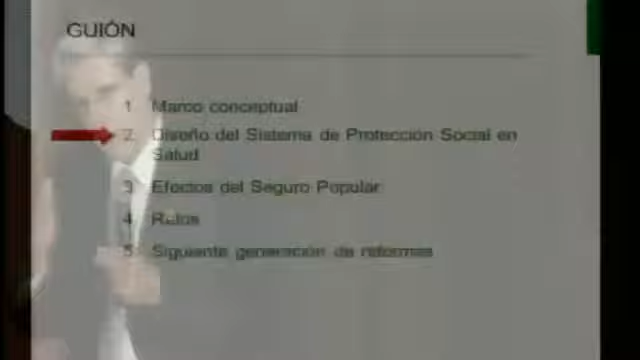 GUIÓN
1 Marco conceptual
2 Diseño del Sistema de Protección Social en
Salud
3 Efectos del Seguro Popular
4 Retos
5 Siguiente generación de reformas